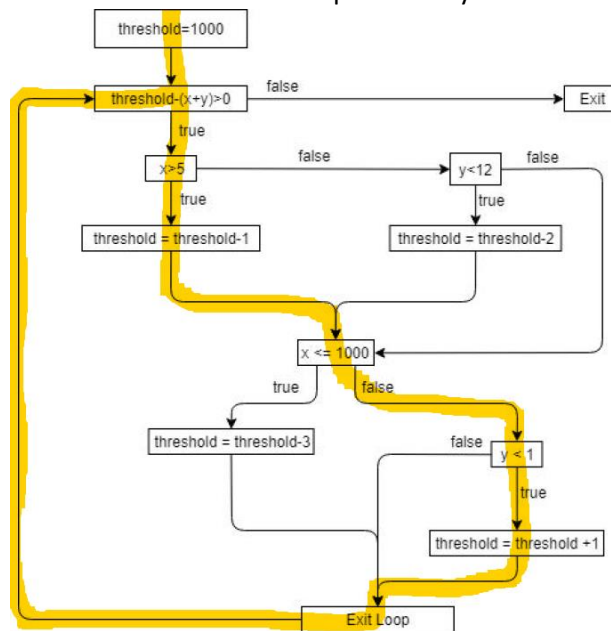 threshold=1000
threshold-(x+y)>0
false
Exit
true
x>5
false
y<12
false
true
true
threshold = threshold-1
threshold = threshold-2
x <= 1000
true
false
threshold = threshold-3
false
y < 1
true
threshold = threshold +1
Exit Loop